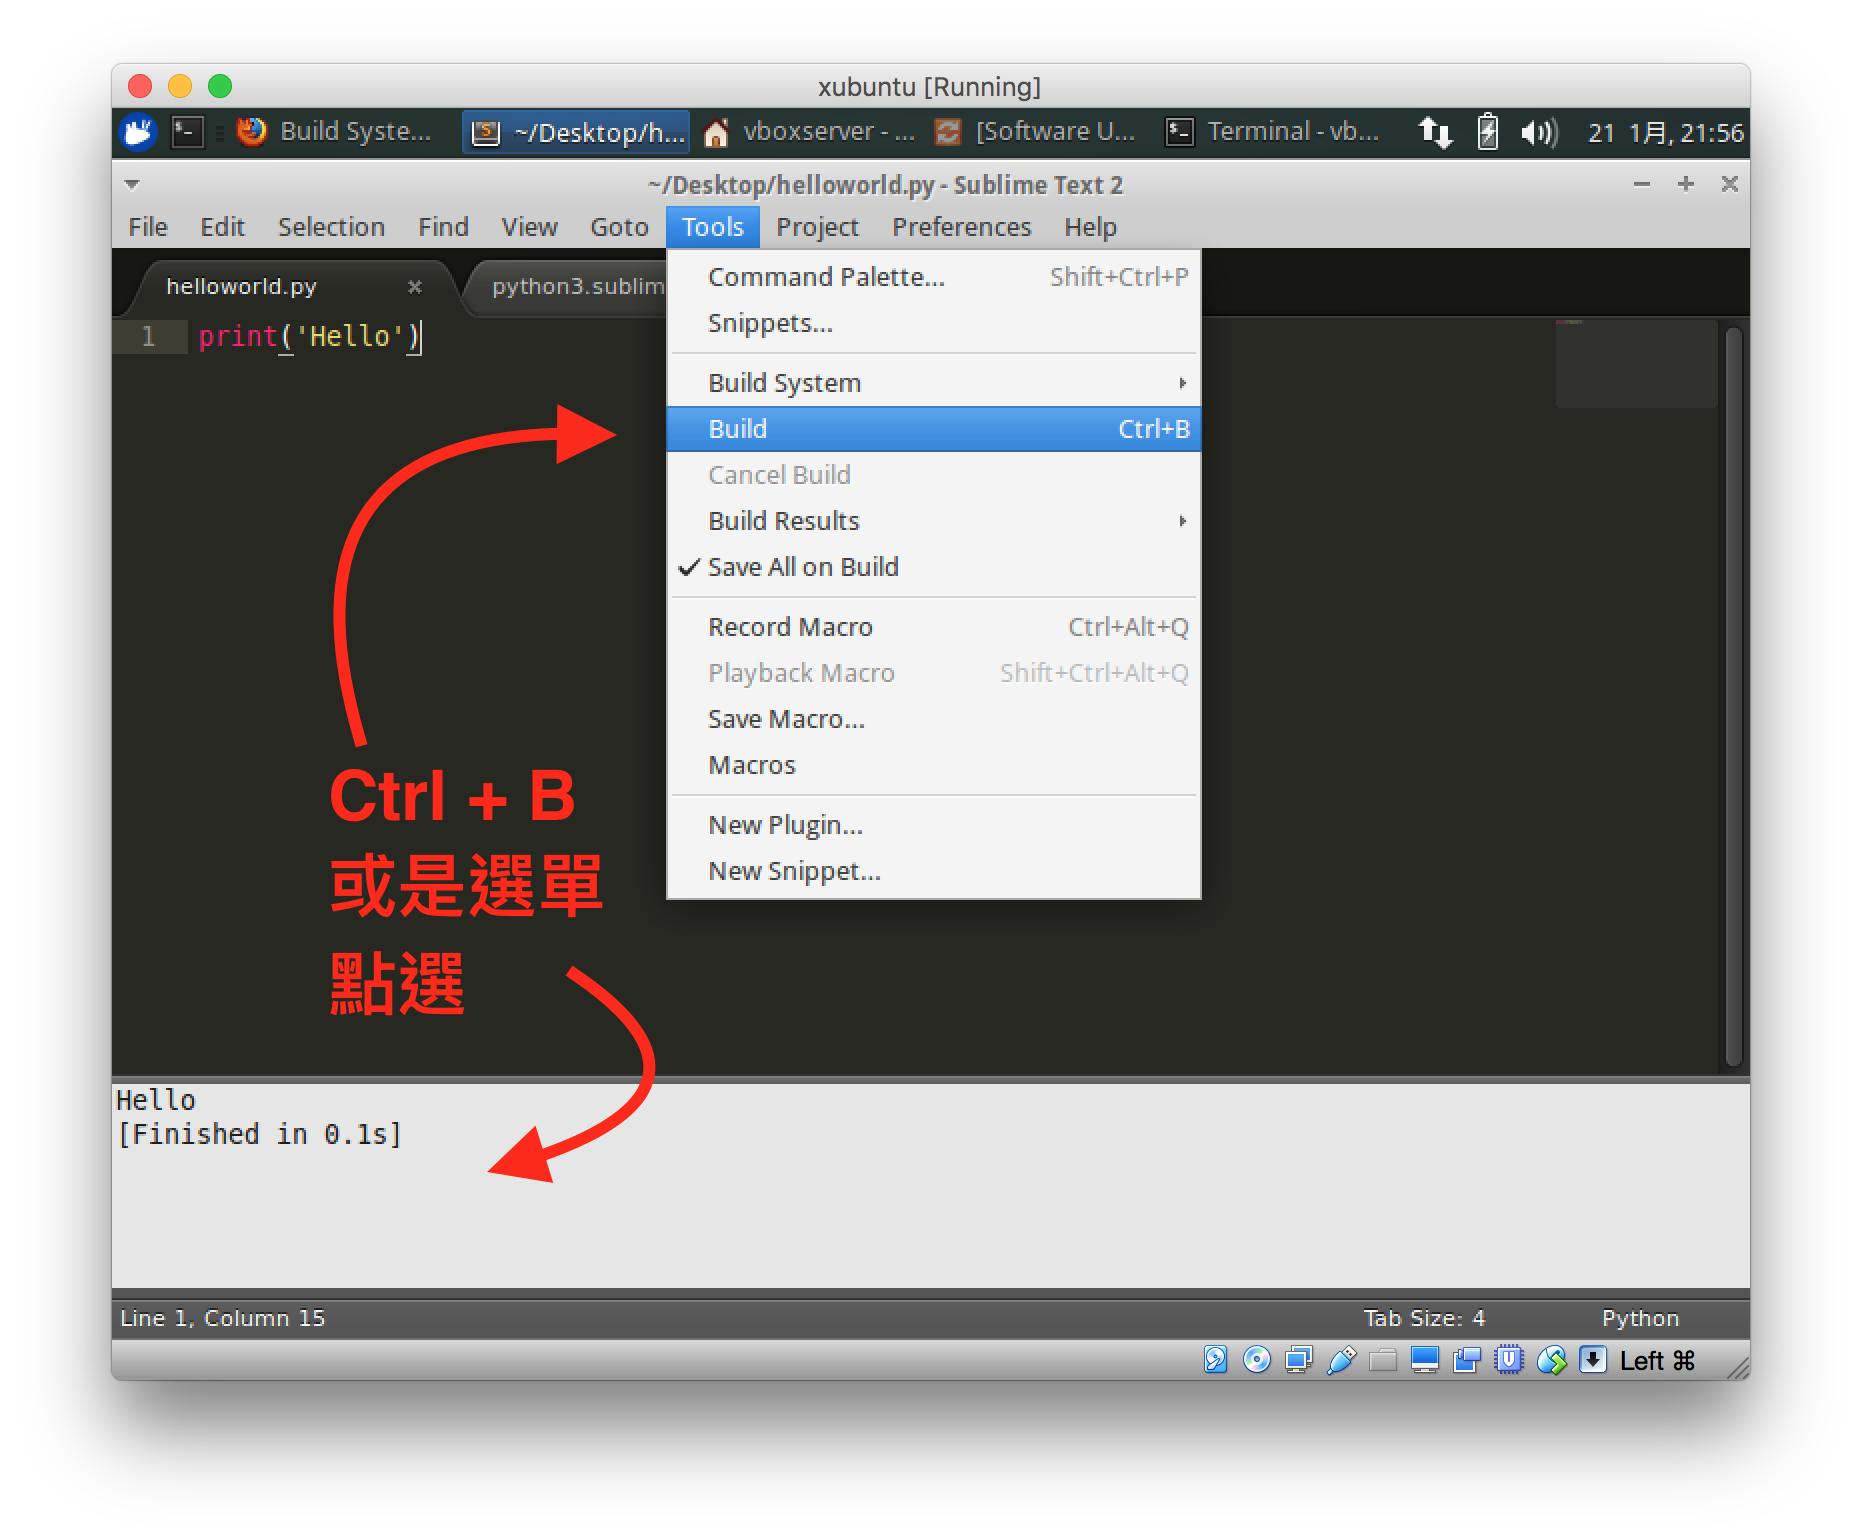 xubuntu [Running]
Build Syste... ~/Desktop/h... vboxserver - ... [Software U... Terminal - vb... 21 1月, 21:56
~/Desktop/helloworld.py - Sublime Text 2
File Edit Selection Find View Goto Tools Project Preferences Help
helloworld.py python3.sublim
1 print('Hello')
Command Palette... Shift+Ctrl+P
Snippets...
Build System
Build Ctrl+B
Cancel Build
Build Results
Save All on Build
Record Macro Ctrl+Alt+Q
Playback Macro Shift+Ctrl+Alt+Q
Save Macro...
Macros
New Plugin...
New Snippet...
Ctrl + B
或是選單
點選
Hello
[Finished in 0.1s]
Line 1, Column 15 Tab Size: 4 Python
Left ⌘